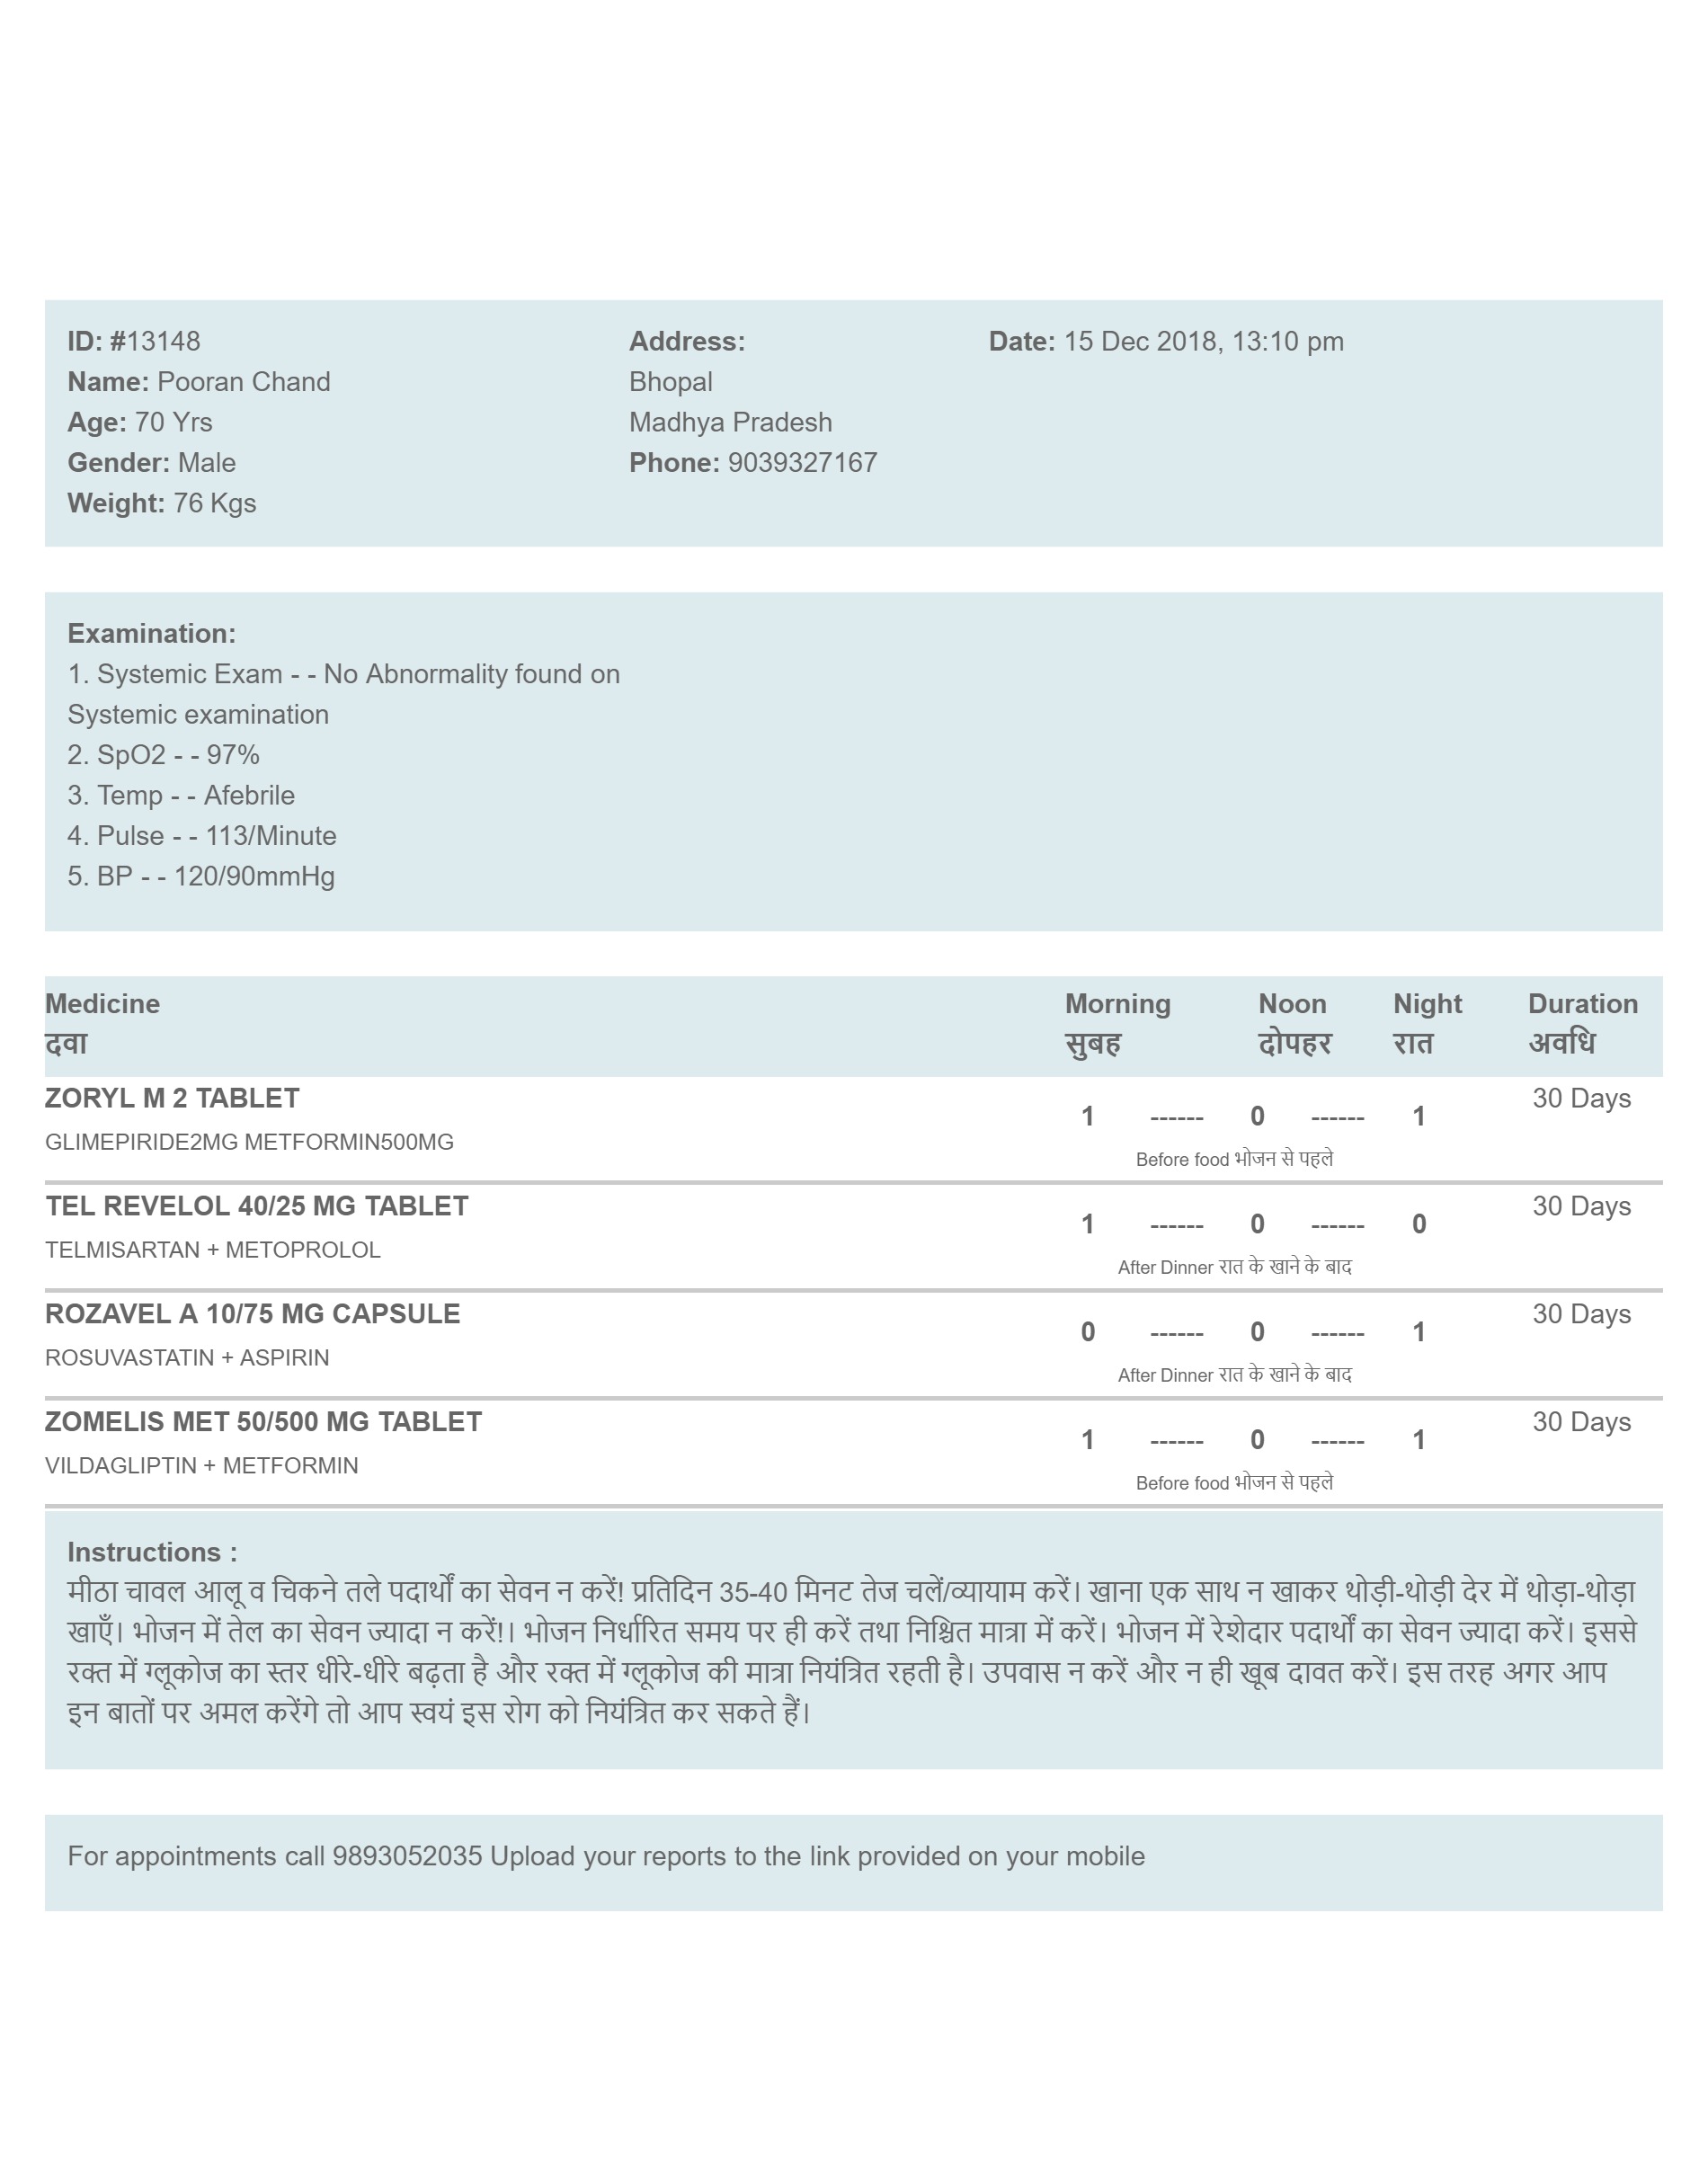 ID: #13148 Address: Date: 15 Dec 2018, 13:10 pm
Name: Pooran Chand Bhopal
Age: 70 Yrs Madhya Pradesh
Gender: Male Phone: 9039327167
Weight: 76 Kgs
Examination:
1. Systemic Exam - - No Abnormality found on
Systemic examination
2. SpO2 - - 97%
3. Temp - - Afebrile
4. Pulse - - 113/Minute
5. BP - - 120/90mmHg
Medicine Morning Noon Night Duration
दवा सुबह दोपहर रात अवधि
ZORYL M 2 TABLET 30 Days
1 ------ 0 ------ 1
GLIMEPIRIDE2MG METFORMIN500MG
Before food भोजन से पहले
TEL REVELOL 40/25 MG TABLET 30 Days
1 ------ 0 ------ 0
TELMISARTAN + METOPROLOL
After Dinner रात के खाने के बाद
ROZAVEL A 10/75 MG CAPSULE 30 Days
0 ------ 0 ------ 1
ROSUVASTATIN + ASPIRIN
After Dinner रात के खाने के बाद
ZOMELIS MET 50/500 MG TABLET 30 Days
1 ------ 0 ------ 1
VILDAGLIPTIN + METFORMIN
Before food भोजन से पहले
Instructions :
मीठा चावल आलू व चिकने तले पदार्थों का सेवन न करें! प्रतिदिन 35-40 मिनट तेज चलें/व्यायाम करें। खाना एक साथ न खाकर थोड़ी-थोड़ी देर में थोड़ा-थोड़ा
खाएँ। भोजन में तेल का सेवन ज्यादा न करें!। भोजन निर्धारित समय पर ही करें तथा निश्चित मात्रा में करें। भोजन में रेशेदार पदार्थों का सेवन ज्यादा करें। इससे
रक्त में ग्लूकोज का स्तर धीरे-धीरे बढ़ता है और रक्त में ग्लूकोज की मात्रा नियंत्रित रहती है। उपवास न करें और न ही खूब दावत करें। इस तरह अगर आप
इन बातों पर अमल करेंगे तो आप स्वयं इस रोग को नियंत्रित कर सकते हैं।
For appointments call 9893052035 Upload your reports to the link provided on your mobile